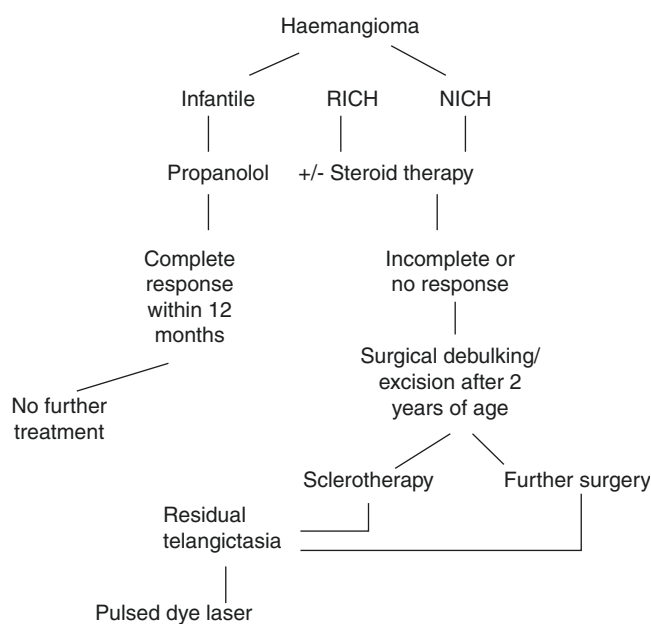 Haemangioma
Infantile RICH NICH
Propanolol +/- Steroid therapy
Complete
response
within 12
months
Incomplete or
no response
Surgical debulking/
excision after 2
years of age
No further
treatment
Sclerotherapy Further surgery
Residual
telangictasia
Pulsed dye laser